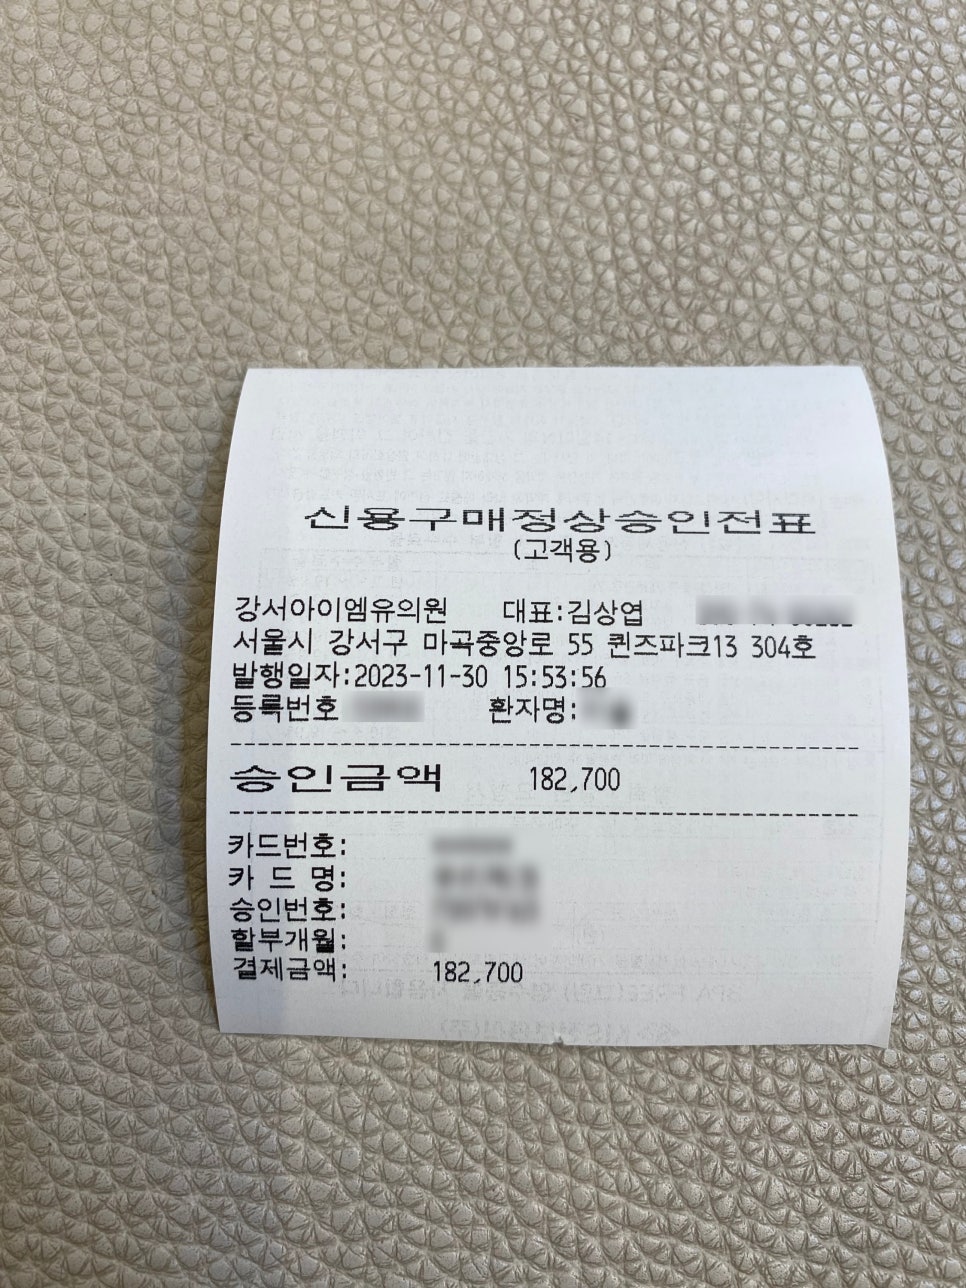 신용구매정상승인전표
(고객용)
강서아이엠유의원 대표:김상엽
서울시 강서구 마곡중앙로 55 퀸즈파크13 304호
발행일자:2023-11-30 15:53:56
등록번호 환자명:
승인금액 182,700
카드번호:
카 드 명:
승인번호:
할부개월:
결제금액: 182,700